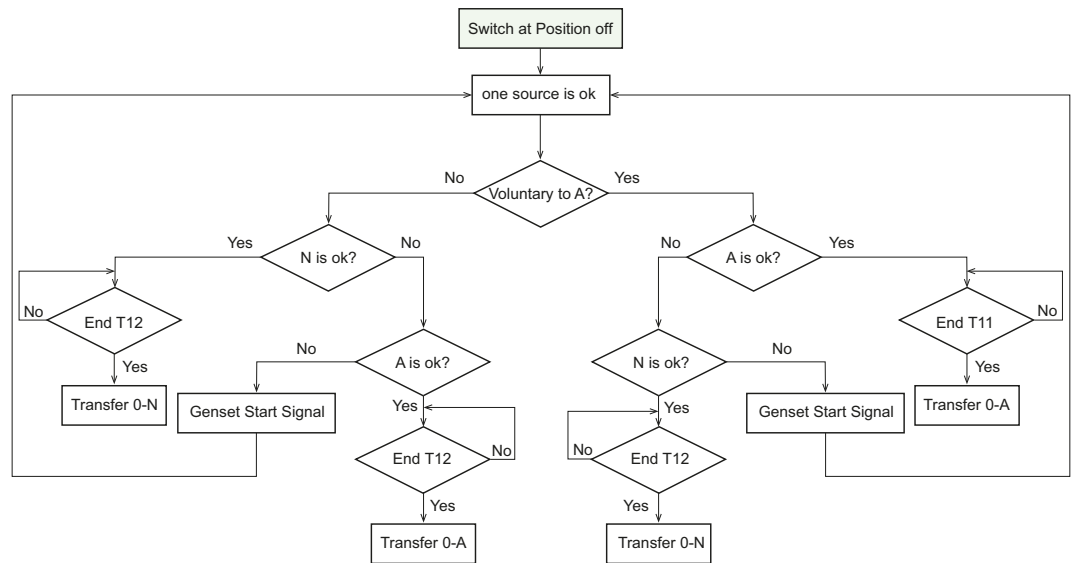 Switch at Position off
one source is ok
No
Voluntary to A?
Yes
Yes
N is ok?
No
No
A is ok?
Yes
No
End T12
Yes
Transfer 0-N
No
A is ok?
Yes
Genset Start Signal
End T12
No
Yes
Transfer 0-A
N is ok?
No
Yes
Genset Start Signal
No
End T12
Yes
Transfer 0-N
End T11
No
Yes
Transfer 0-A